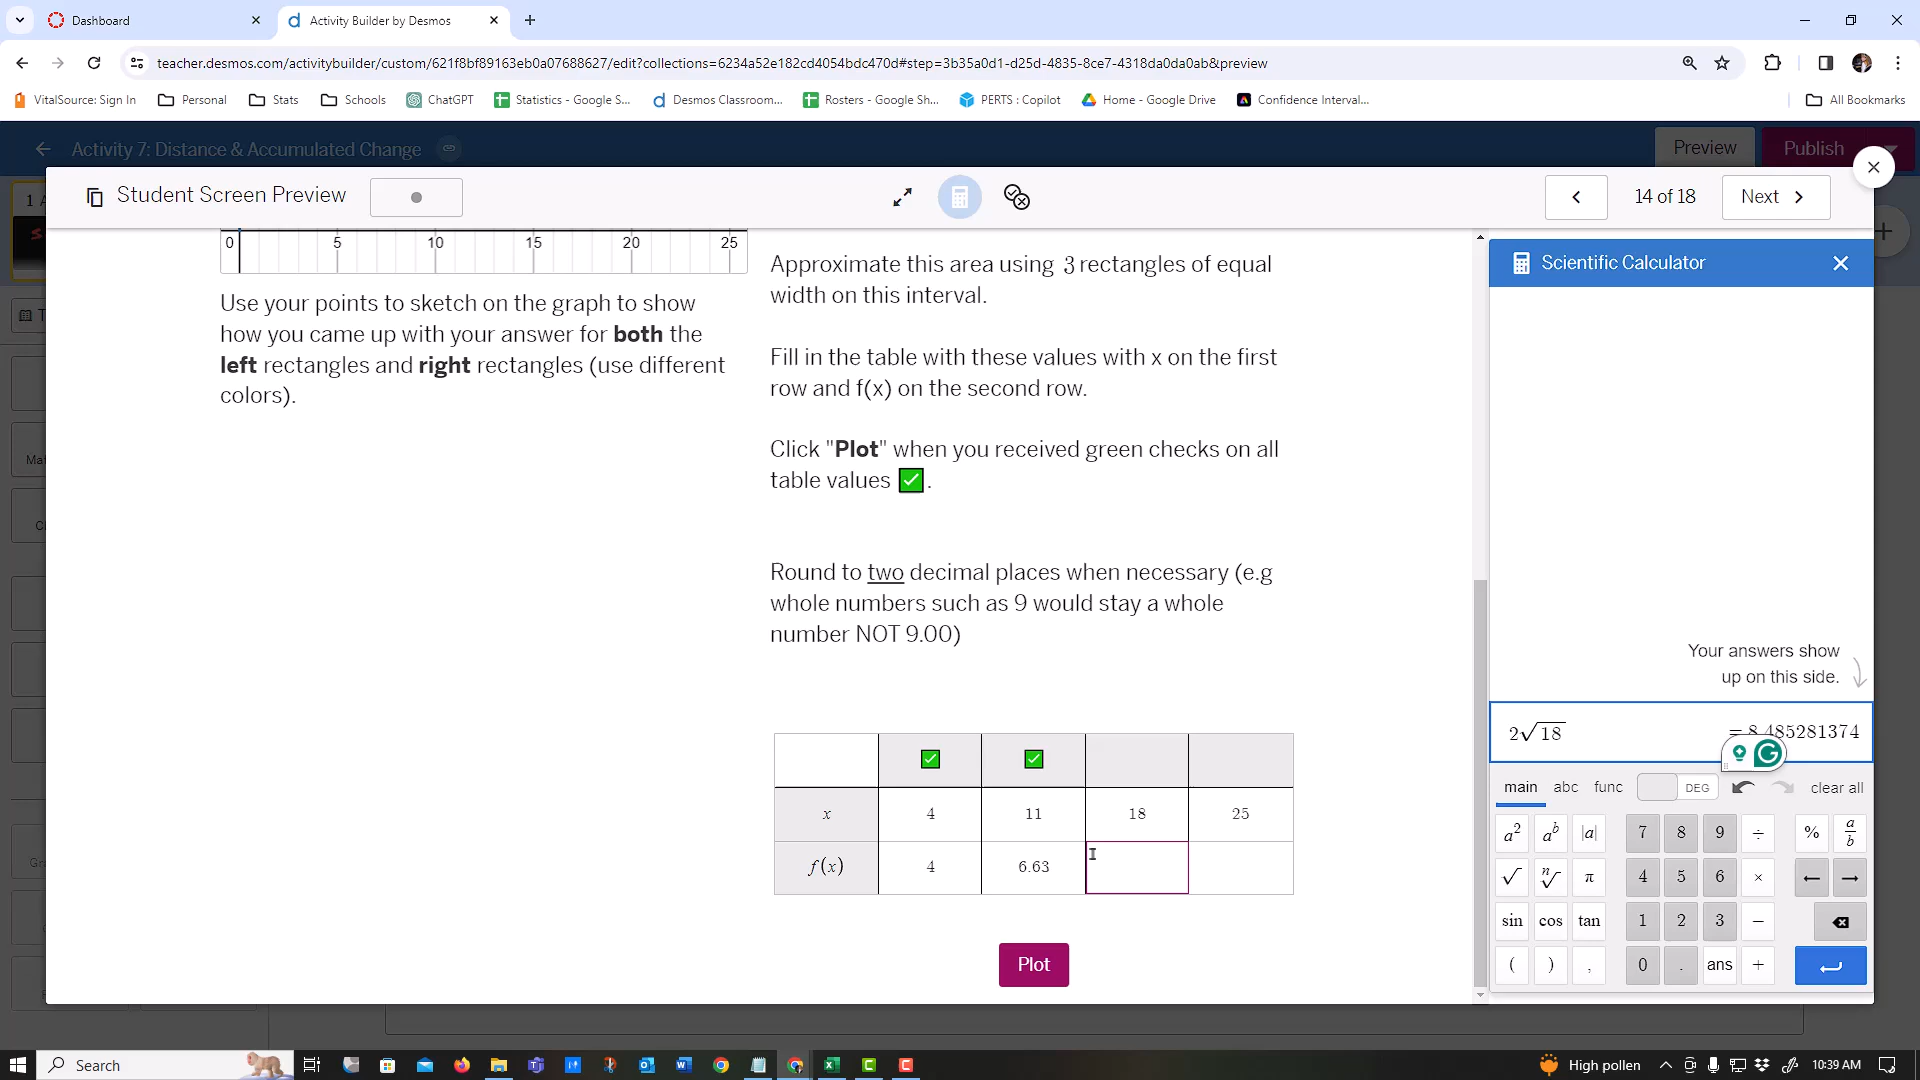 Dashboard
Activity Builder by Desmos
teacher.desmos.com/activitybuilder/custom/621f8bf89163eb0a07688627/edit?collections=6234a52e182cd4054bdc470d#step=3b35a0d1-d25d-4835-8ce7-4318da0da0ab&preview
VitalSource: Sign In
Personal
Stats
Schools
ChatGPT
Statistics - Google S...
Desmos Classroom...
Rosters - Google Sh...
PERTS : Copilot
Home - Google Drive
Confidence Interval...
All Bookmarks
Activity 7: Distance & Accumulated Change
Preview
Publish
Student Screen Preview
14 of 18
Next
0 5 10 15 20 25
Use your points to sketch on the graph to show
how you came up with your answer for both the
left rectangles and right rectangles (use different
colors).
Approximate this area using 3 rectangles of equal
width on this interval.
Fill in the table with these values with x on the first
row and f(x) on the second row.
Click "Plot" when you received green checks on all
table values ✅.
Round to two decimal places when necessary (e.g
whole numbers such as 9 would stay a whole
number NOT 9.00)
x 4 11 18 25
f(x) 4 6.63
Plot
Scientific Calculator
Your answers show
up on this side.
2√18 = 8.485281374
main abc func DEG clear all
a² aᵇ |a| 7 8 9 ÷ % a/b
√ ⁿ√ π 4 5 6 × ← →
sin cos tan 1 2 3 −
( ) , 0 . ans +
Search
High pollen
10:39 AM